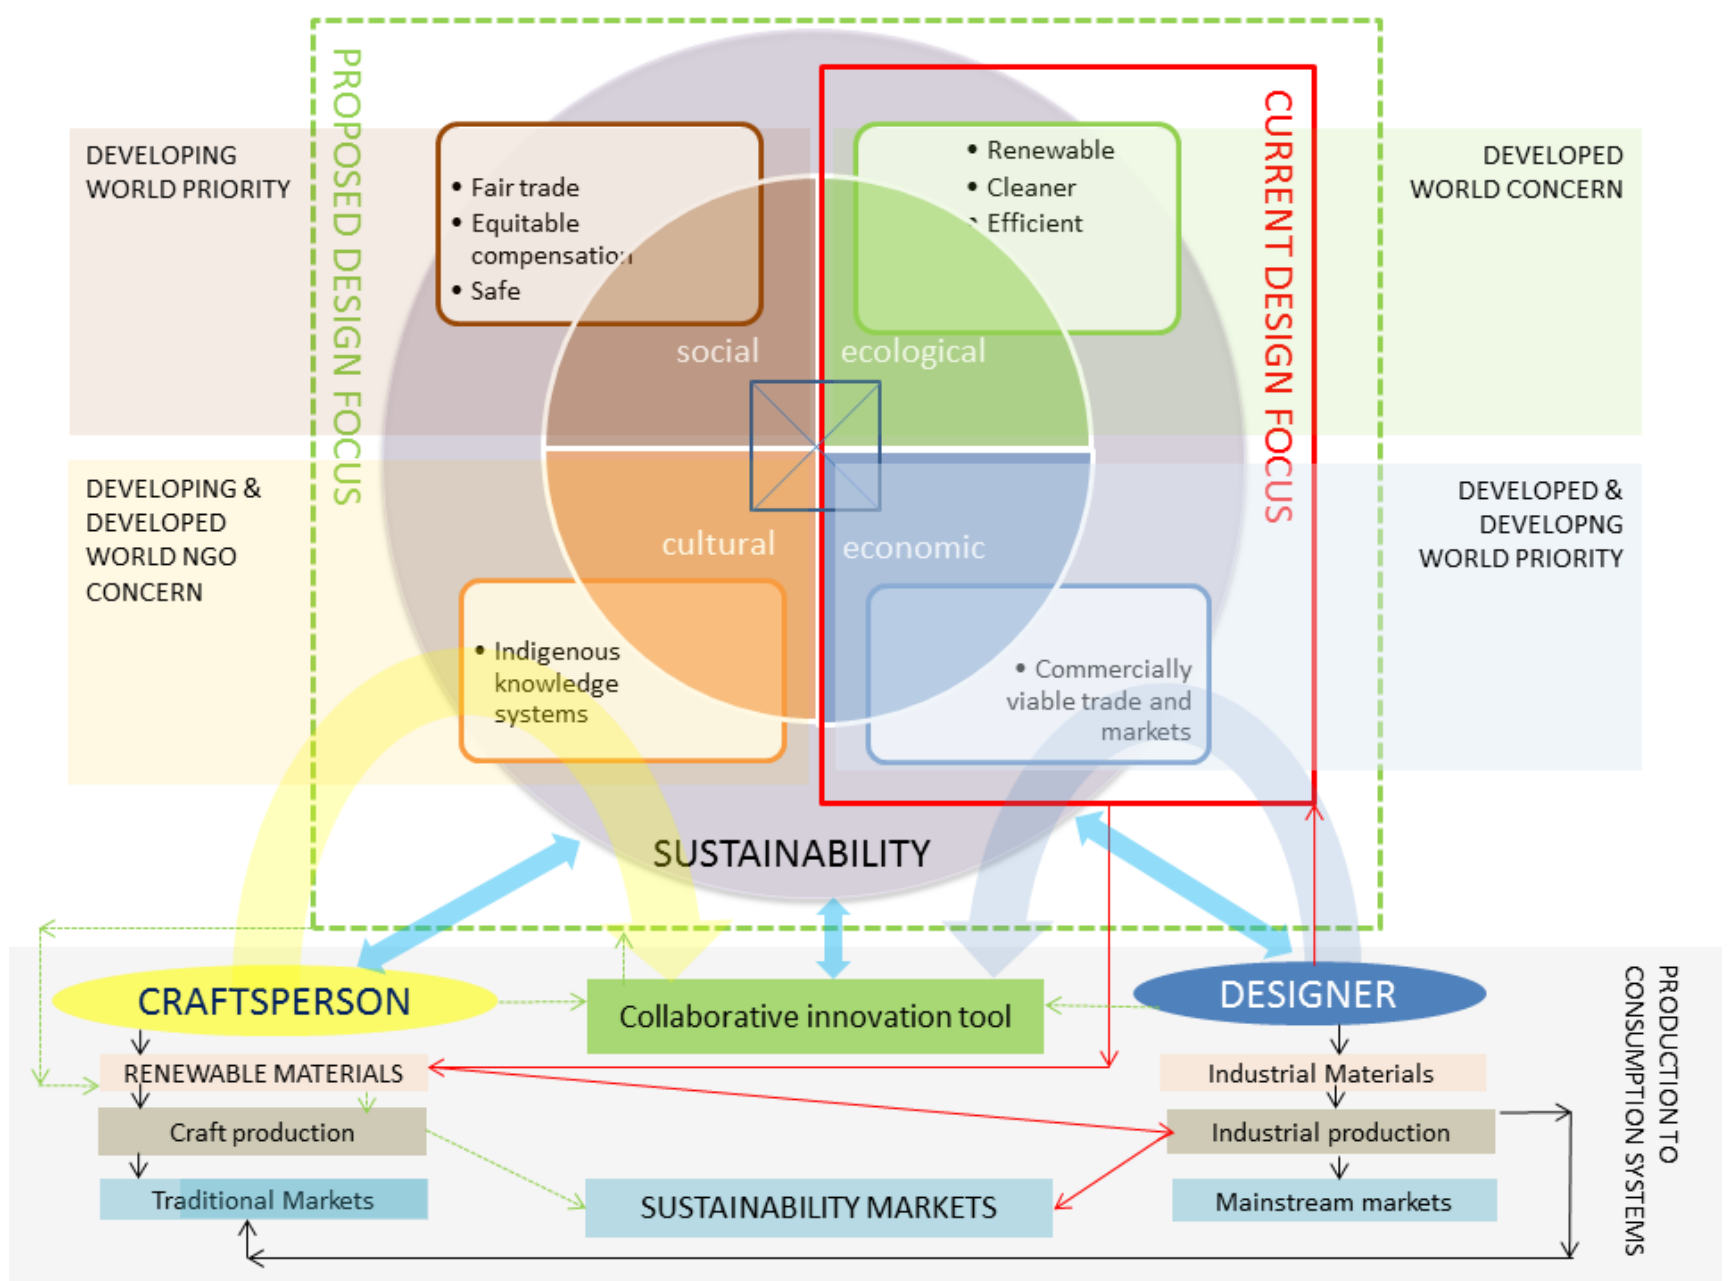 PROPOSED DESIGN FOCUS
CURRENT DESIGN FOCUS
DEVELOPING
WORLD PRIORITY
• Fair trade
• Equitable
compensation
• Safe
• Renewable
• Cleaner
• Efficient
DEVELOPED
WORLD CONCERN
social
ecological
DEVELOPING &
DEVELOPED
WORLD NGO
CONCERN
cultural
economic
DEVELOPED &
DEVELOPNG
WORLD PRIORITY
• Indigenous
knowledge
systems
• Commercially
viable trade and
markets
SUSTAINABILITY
CRAFTSPERSON
Collaborative innovation tool
DESIGNER
RENEWABLE MATERIALS
Industrial Materials
Craft production
Industrial production
Traditional Markets
SUSTAINABILITY MARKETS
Mainstream markets
PRODUCTION TO
CONSUMPTION SYSTEMS